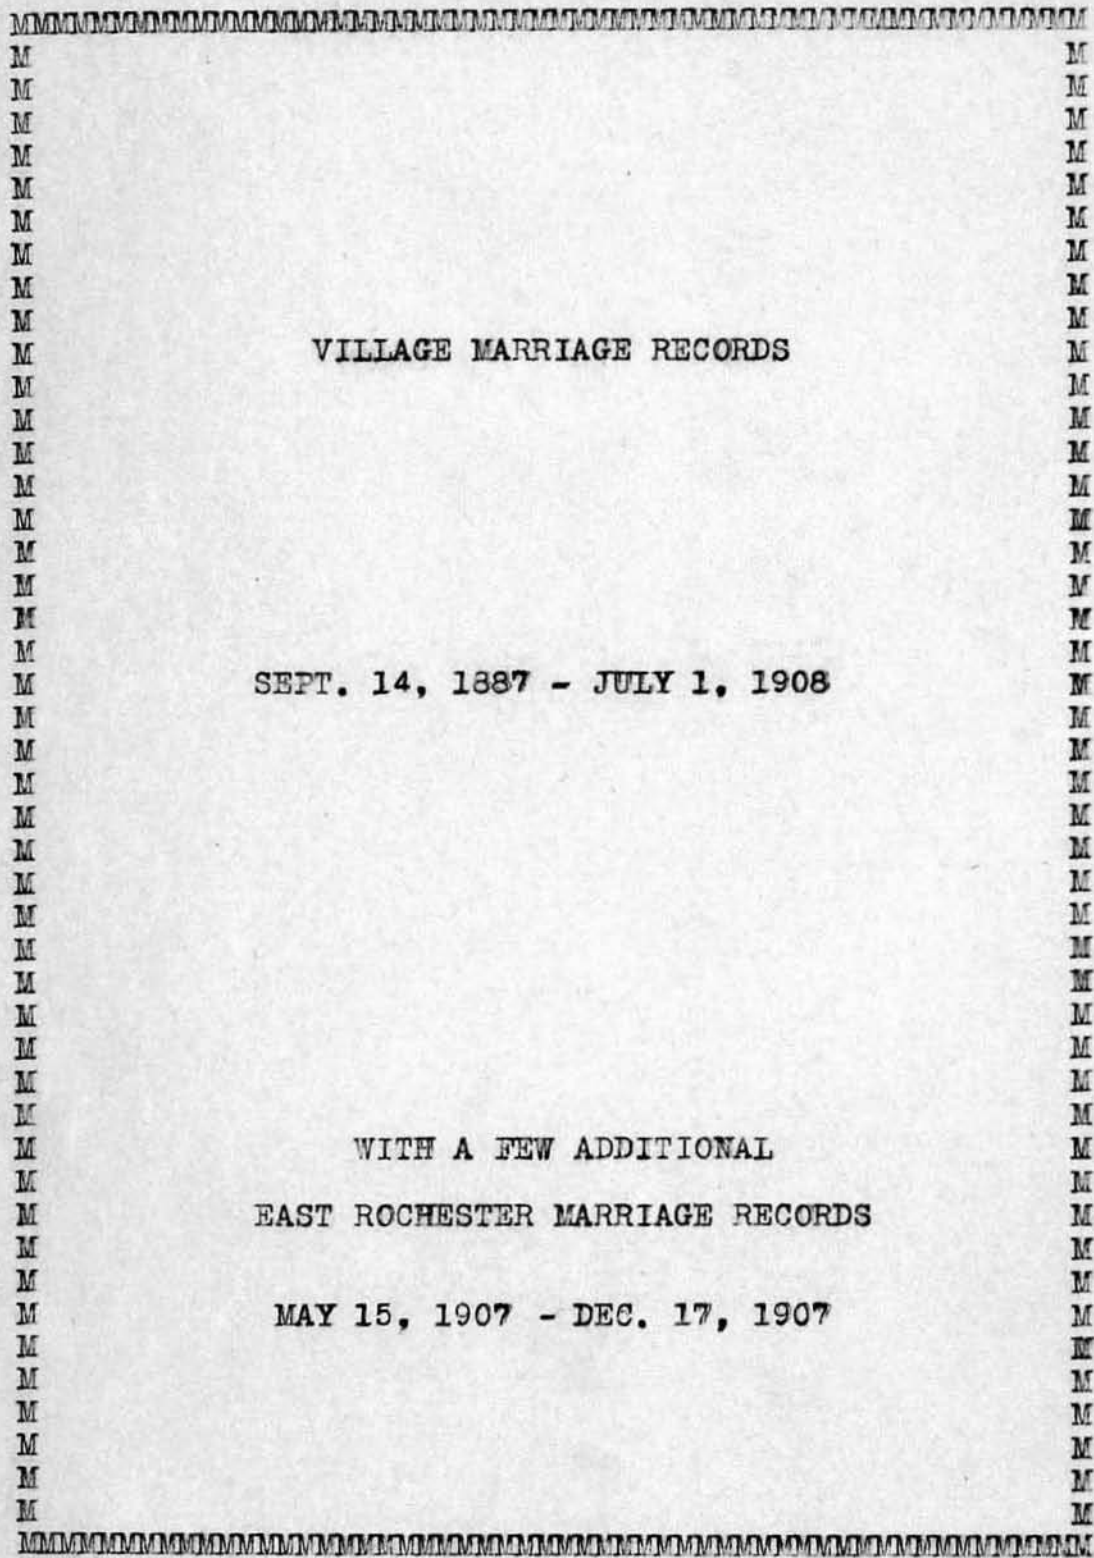 VILLAGE MARRIAGE RECORDS
SEPT. 14, 1887 - JULY 1, 1908
WITH A FEW ADDITIONAL
EAST ROCHESTER MARRIAGE RECORDS
MAY 15, 1907 - DEC. 17, 1907